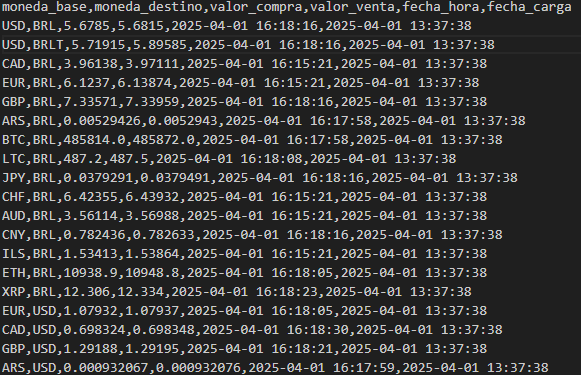 moneda_base,moneda_destino,valor_compra,valor_venta,fecha_hora,fecha_carga
USD,BRL,5.6785,5.6815,2025-04-01 16:18:16,2025-04-01 13:37:38
USD,BRLT,5.71915,5.89585,2025-04-01 16:18:16,2025-04-01 13:37:38
CAD,BRL,3.96138,3.97111,2025-04-01 16:15:21,2025-04-01 13:37:38
EUR,BRL,6.1237,6.13874,2025-04-01 16:15:21,2025-04-01 13:37:38
GBP,BRL,7.33571,7.33959,2025-04-01 16:18:16,2025-04-01 13:37:38
ARS,BRL,0.00529426,0.0052943,2025-04-01 16:17:58,2025-04-01 13:37:38
BTC,BRL,485814.0,485872.0,2025-04-01 16:17:58,2025-04-01 13:37:38
LTC,BRL,487.2,487.5,2025-04-01 16:18:08,2025-04-01 13:37:38
JPY,BRL,0.0379291,0.0379491,2025-04-01 16:18:16,2025-04-01 13:37:38
CHF,BRL,6.42355,6.43932,2025-04-01 16:15:21,2025-04-01 13:37:38
AUD,BRL,3.56114,3.56988,2025-04-01 16:15:21,2025-04-01 13:37:38
CNY,BRL,0.782436,0.782633,2025-04-01 16:18:16,2025-04-01 13:37:38
ILS,BRL,1.53413,1.53864,2025-04-01 16:15:21,2025-04-01 13:37:38
ETH,BRL,10938.9,10948.8,2025-04-01 16:18:05,2025-04-01 13:37:38
XRP,BRL,12.306,12.334,2025-04-01 16:18:23,2025-04-01 13:37:38
EUR,USD,1.07932,1.07937,2025-04-01 16:18:05,2025-04-01 13:37:38
CAD,USD,0.698324,0.698348,2025-04-01 16:18:30,2025-04-01 13:37:38
GBP,USD,1.29188,1.29195,2025-04-01 16:18:21,2025-04-01 13:37:38
ARS,USD,0.000932067,0.000932076,2025-04-01 16:17:59,2025-04-01 13:37:38